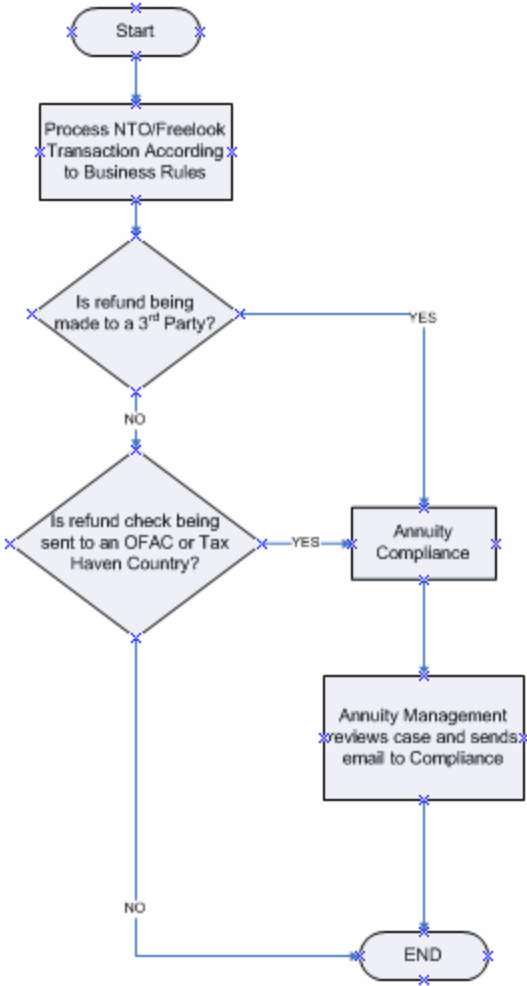 Start
Process NTO/Freelook
Transaction According
to Business Rules
Is refund being
made to a 3rd Party?
YES
NO
Is refund check being
sent to an OFAC or Tax
Haven Country?
YES
Annuity
Compliance
Annuity Management
reviews case and sends
email to Compliance
NO
END